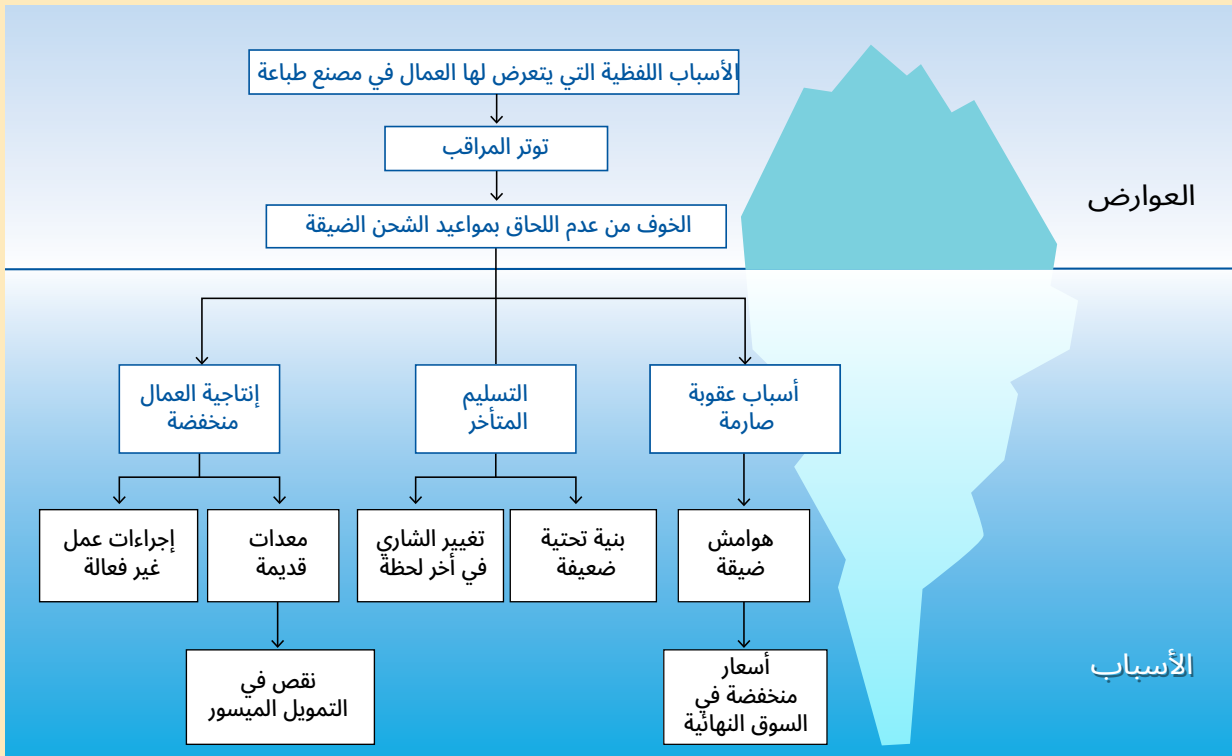 الأسباب اللفظية التي يتعرض لها العمال في مصنع طباعة
توتر المراقب
الخوف من عدم اللحاق بمواعيد الشحن الضيقة
العوارض
أسباب عقوبة
صارمة
التسليم
المتأخر
إنتاجية العمال
منخفضة
هوامش
ضيقة
بنية تحتية
ضعيفة
تغيير الشاري
في أخر لحظة
معدات
قديمة
إجراءات عمل
غير فعالة
أسعار
منخفضة في
السوق النهائية
نقص في
التمويل الميسور
الأسباب